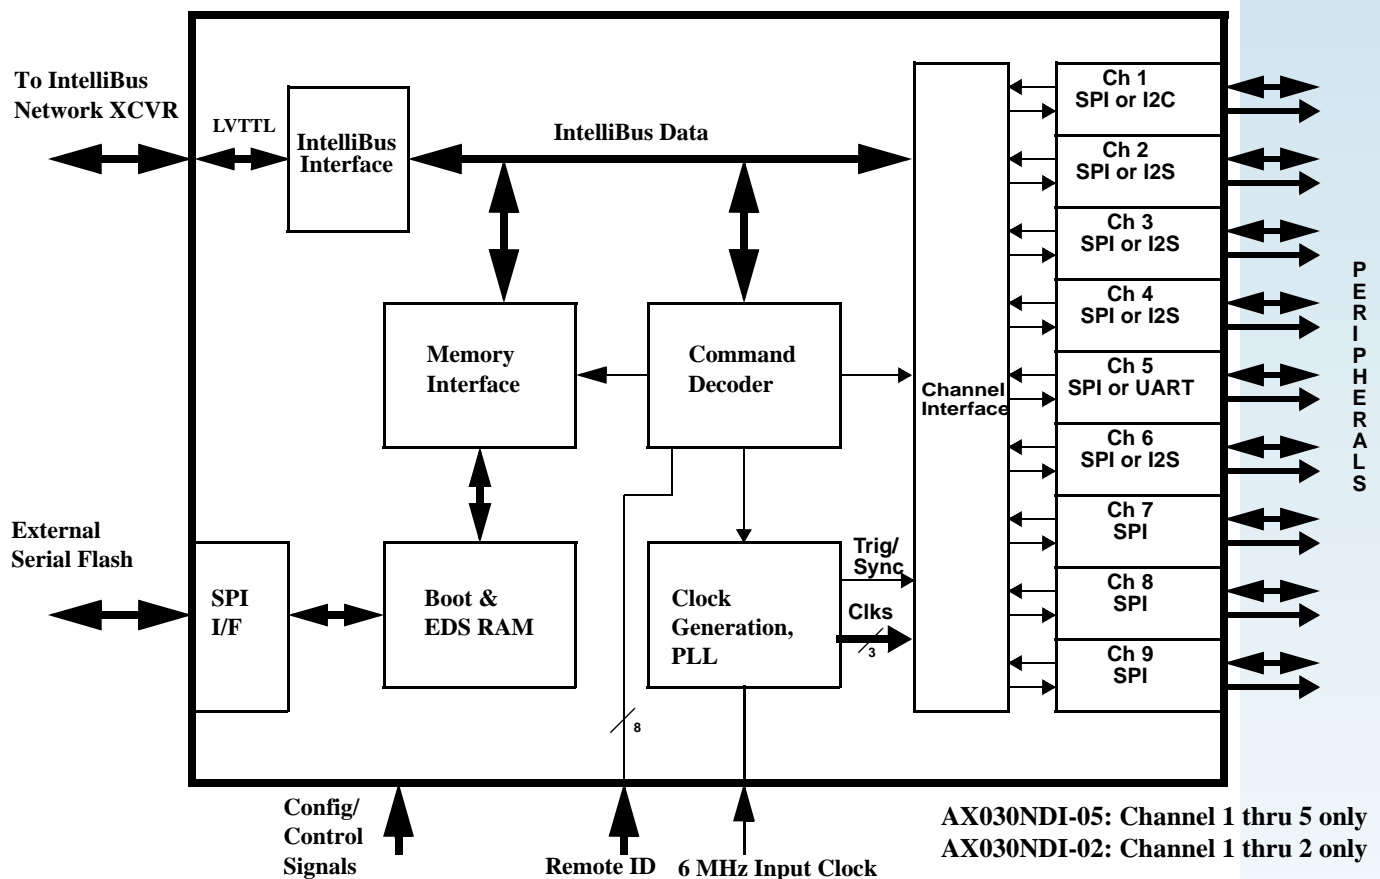 To IntelliBus
Network XCVR
LVTTL
IntelliBus
Interface
IntelliBus Data
Memory
Interface
Command
Decoder
Channel
Interface
Ch 1
SPI or I2C
Ch 2
SPI or I2S
Ch 3
SPI or I2S
Ch 4
SPI or I2S
Ch 5
SPI or UART
Ch 6
SPI or I2S
Ch 7
SPI
Ch 8
SPI
Ch 9
SPI
PERIPHERALS
External
Serial Flash
SPI
I/F
Boot &
EDS RAM
Clock
Generation,
PLL
Trig/
Sync
Clks
3
8
Config/
Control
Signals
Remote ID
6 MHz Input Clock
AX030NDI-05: Channel 1 thru 5 only
AX030NDI-02: Channel 1 thru 2 only